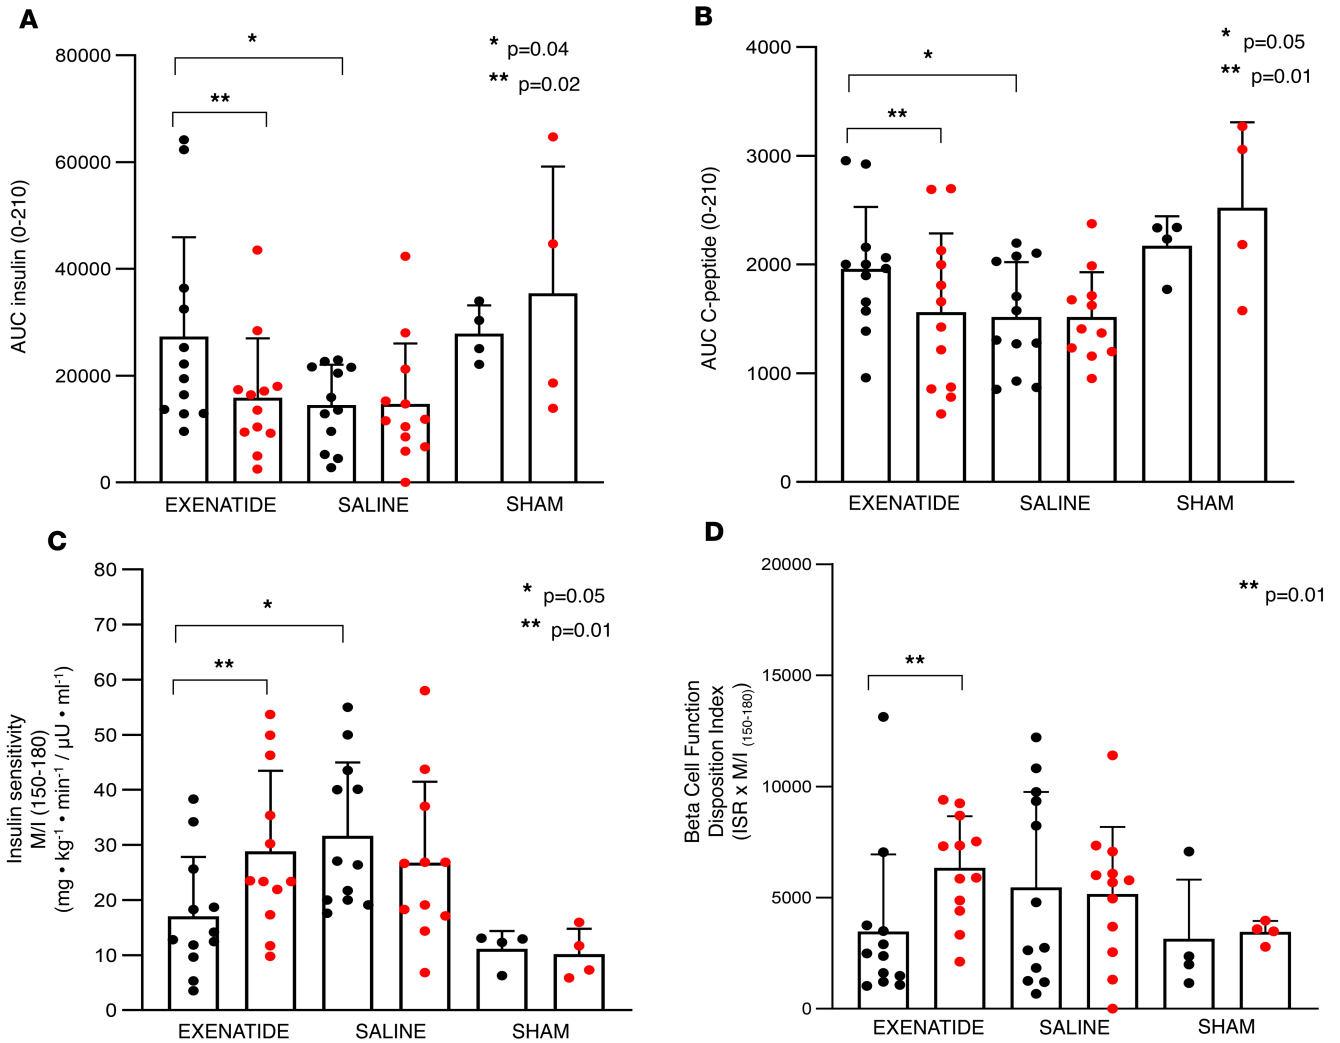 A
AUC insulin (0-210)
80000
60000
40000
20000
0
*
**
* p=0.04
** p=0.02
EXENATIDE
SALINE
SHAM
B
AUC C-peptide (0-210)
4000
3000
2000
1000
0
*
**
* p=0.05
** p=0.01
EXENATIDE
SALINE
SHAM
C
Insulin sensitivity
M/I (150-180)
(mg • kg⁻¹ • min⁻¹ / µU • ml⁻¹)
80
70
60
50
40
30
20
10
0
*
**
* p=0.05
** p=0.01
EXENATIDE
SALINE
SHAM
D
Beta Cell Function
Disposition Index
(ISR x M/I (150-180))
20000
15000
10000
5000
0
**
** p=0.01
EXENATIDE
SALINE
SHAM